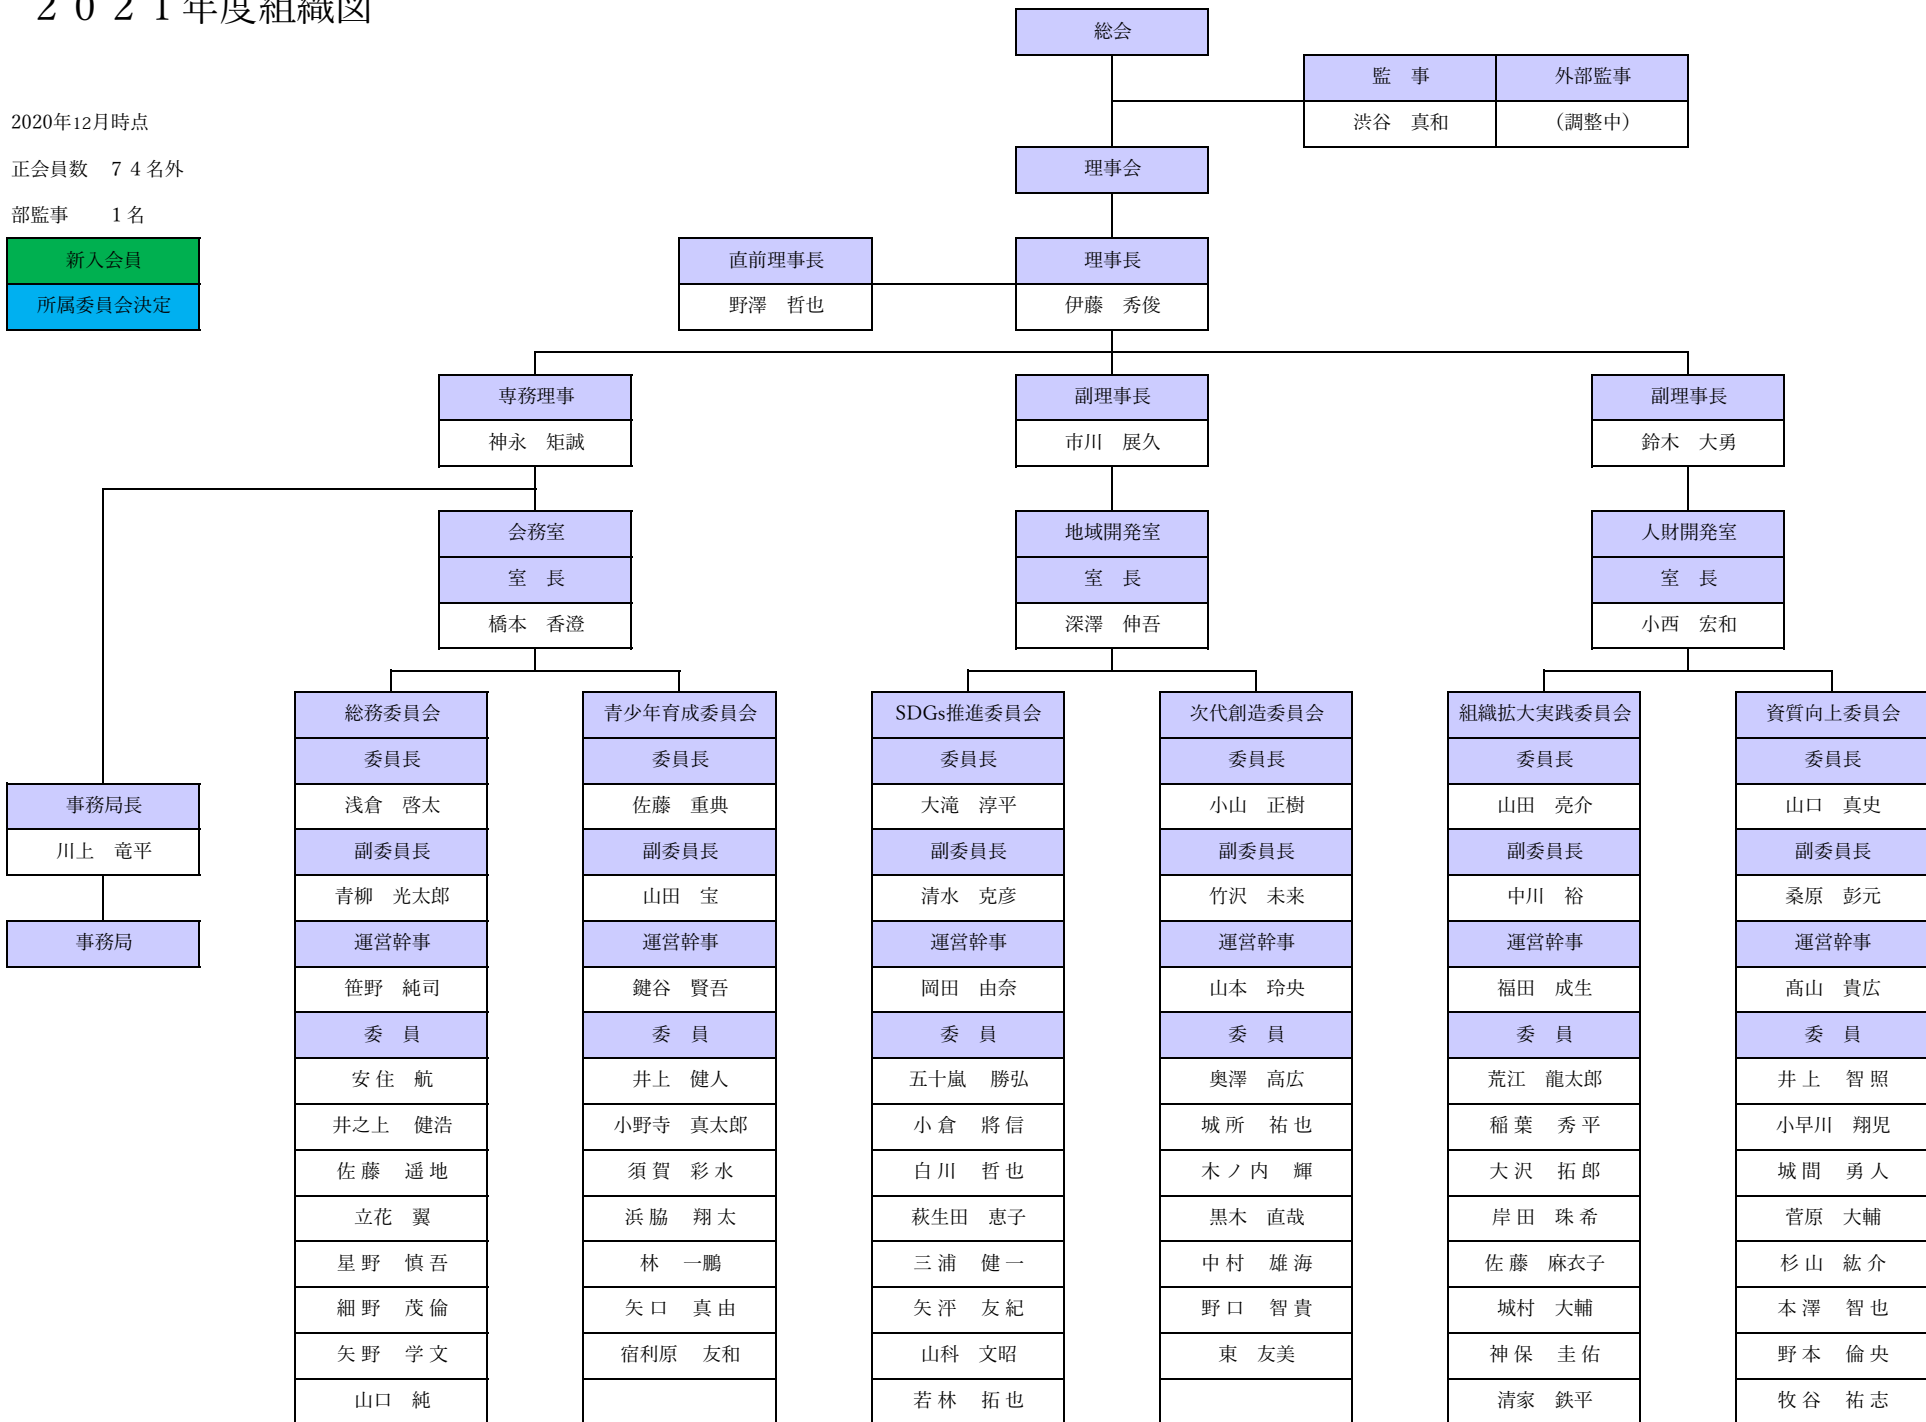 ２０２１年度組織図
2020年12月時点
正会員数　７４名外
部監事　　１名
新入会員
所属委員会決定
総会
監　事
外部監事
渋谷　真和
（調整中）
理事会
直前理事長
野澤　哲也
理事長
伊藤　秀俊
専務理事
神永　矩誠
副理事長
市川　展久
副理事長
鈴木　大勇
会務室
室　長
橋本　香澄
地域開発室
室　長
深澤　伸吾
人財開発室
室　長
小西　宏和
事務局長
川上　竜平
事務局
総務委員会
委員長
浅倉　啓太
副委員長
青柳　光太郎
運営幹事
笹野　純司
委　員
安住　航
井之上　健浩
佐藤　遥地
立花　翼
星野　慎吾
細野　茂倫
矢野　学文
山口　純
青少年育成委員会
委員長
佐藤　重典
副委員長
山田　宝
運営幹事
鍵谷　賢吾
委　員
井上　健人
小野寺　真太郎
須賀　彩水
浜脇　翔太
林　一鵬
矢口　真由
宿利原　友和
SDGs推進委員会
委員長
大滝　淳平
副委員長
清水　克彦
運営幹事
岡田　由奈
委　員
五十嵐　勝弘
小倉　將信
白川　哲也
萩生田　恵子
三浦　健一
矢泙　友紀
山科　文昭
若林　拓也
次代創造委員会
委員長
小山　正樹
副委員長
竹沢　未来
運営幹事
山本　玲央
委　員
奥澤　高広
城所　祐也
木ノ内　輝
黒木　直哉
中村　雄海
野口　智貴
東　友美
組織拡大実践委員会
委員長
山田　亮介
副委員長
中川　裕
運営幹事
福田　成生
委　員
荒江　龍太郎
稲葉　秀平
大沢　拓郎
岸田　珠希
佐藤　麻衣子
城村　大輔
神保　圭佑
清家　鉄平
資質向上委員会
委員長
山口　真史
副委員長
桑原　彭元
運営幹事
髙山　貴広
委　員
井上　智照
小早川　翔児
城間　勇人
菅原　大輔
杉山　紘介
本澤　智也
野本　倫央
牧谷　祐志